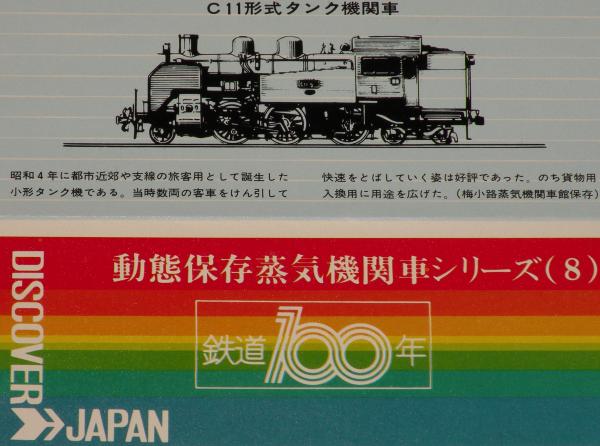 C11形式タンク機関車
昭和4年に都市近郊や支線の旅客用として誕生した
小形タンク機である。当時数両の客車をけん引して
快速をとばしていく姿は好評であった。のち貨物用
入換用に用途を広げた。(梅小路蒸気機関車館保存)
動態保存蒸気機関車シリーズ(8)
鉄道100年
DISCOVER
JAPAN